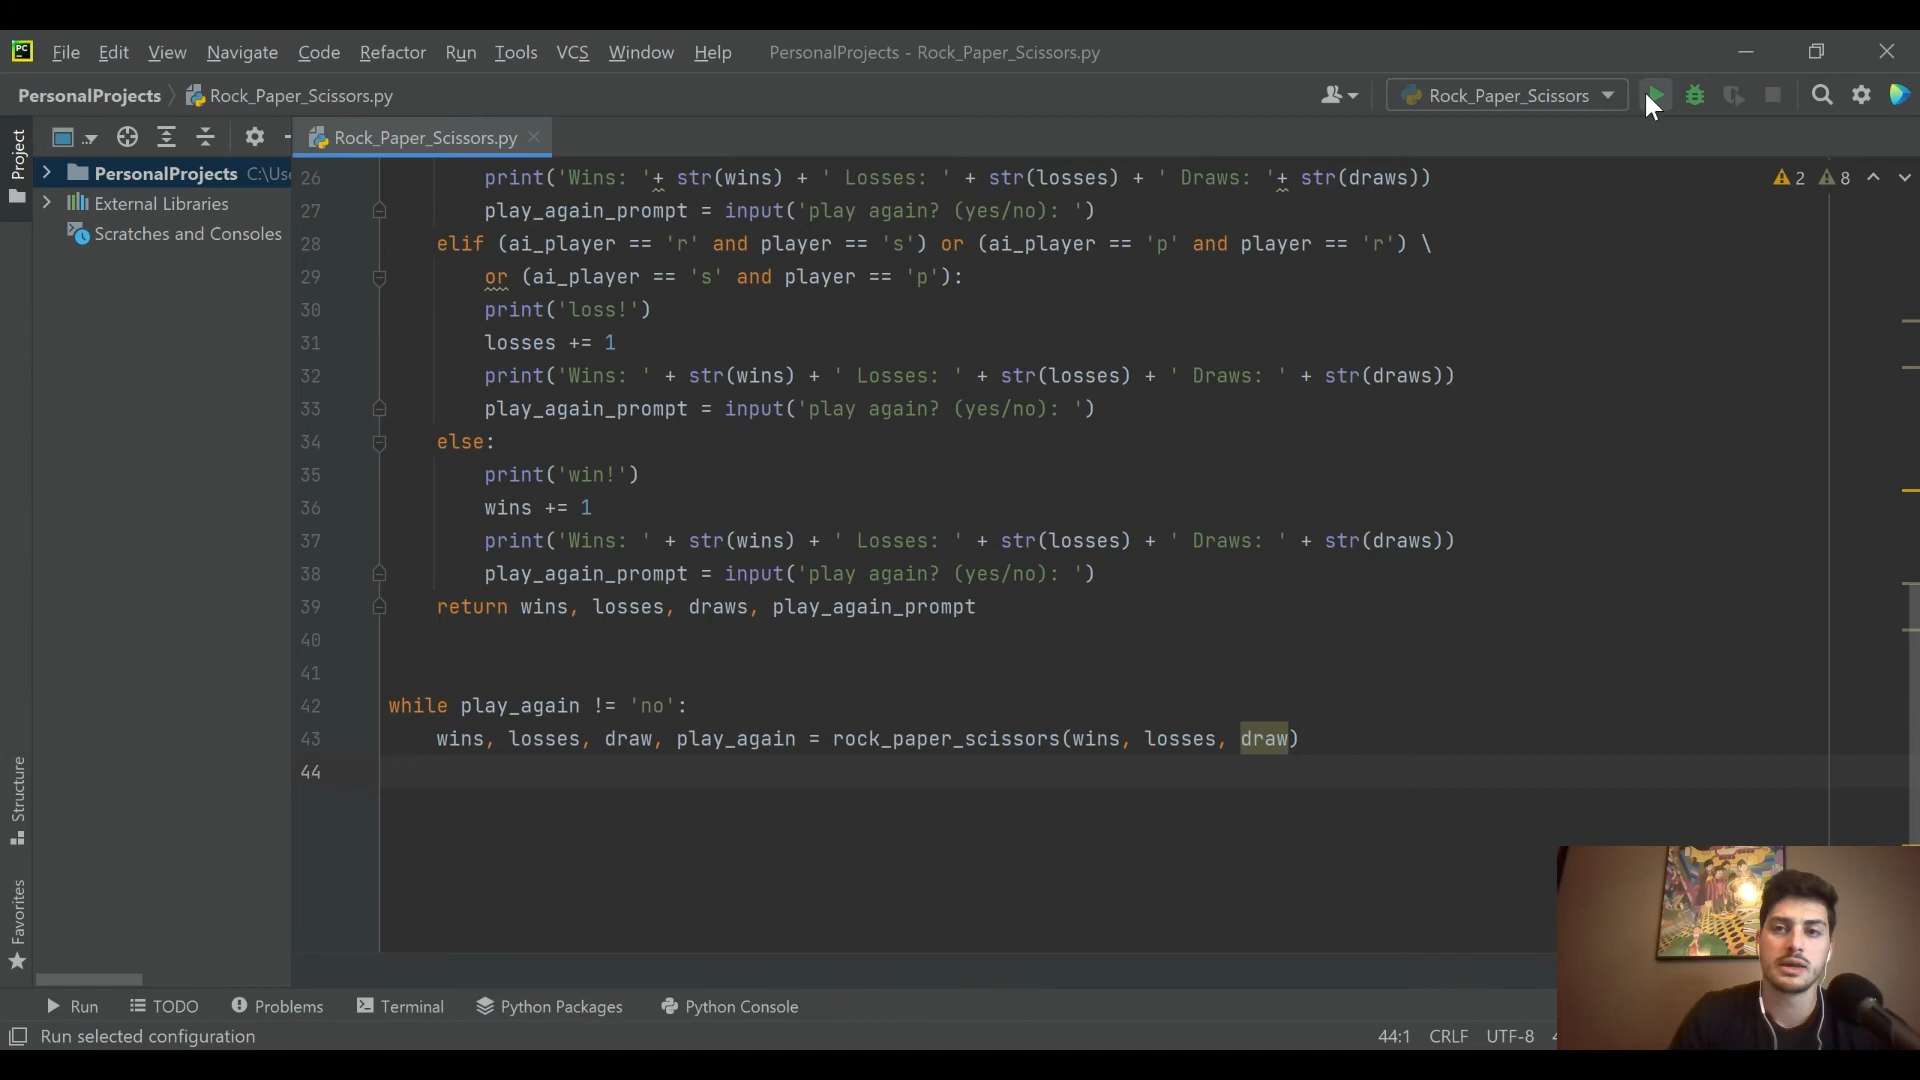 PC File Edit View Navigate Code Refactor Run Tools VCS Window Help PersonalProjects - Rock_Paper_Scissors.py
PersonalProjects Rock_Paper_Scissors.py Rock_Paper_Scissors
Project
Rock_Paper_Scissors.py
PersonalProjects C:\Use
External Libraries
Scratches and Consoles
26 print('Wins: '+ str(wins) + ' Losses: ' + str(losses) + ' Draws: '+ str(draws)) 2 8
27 play_again_prompt = input('play again? (yes/no): ')
28 elif (ai_player == 'r' and player == 's') or (ai_player == 'p' and player == 'r') \
29 or (ai_player == 's' and player == 'p'):
30 print('loss!')
31 losses += 1
32 print('Wins: ' + str(wins) + ' Losses: ' + str(losses) + ' Draws: ' + str(draws))
33 play_again_prompt = input('play again? (yes/no): ')
34 else:
35 print('win!')
36 wins += 1
37 print('Wins: ' + str(wins) + ' Losses: ' + str(losses) + ' Draws: ' + str(draws))
38 play_again_prompt = input('play again? (yes/no): ')
39 return wins, losses, draws, play_again_prompt
40
41
42 while play_again != 'no':
43 wins, losses, draw, play_again = rock_paper_scissors(wins, losses, draw)
44
Structure
Favorites
Run TODO Problems Terminal Python Packages Python Console
Run selected configuration 44:1 CRLF UTF-8